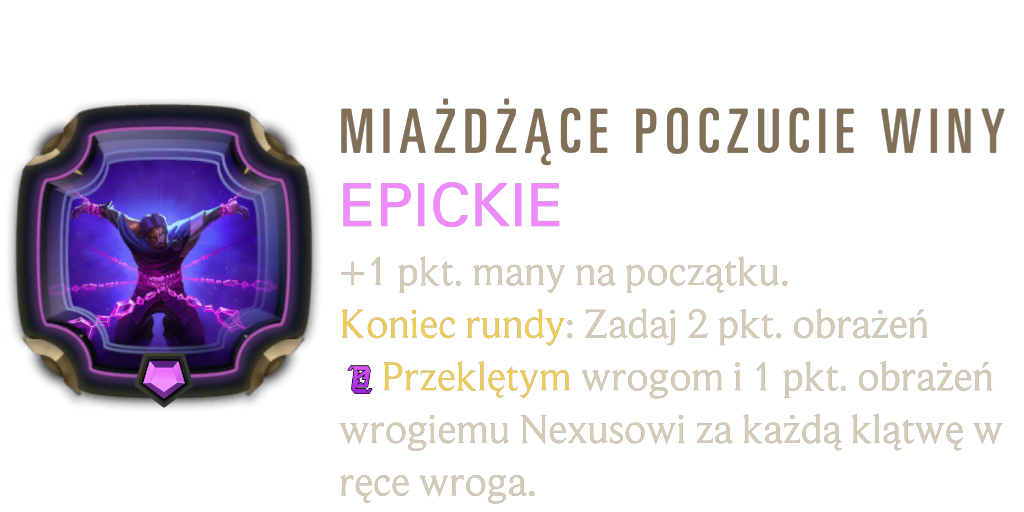 MIAŻDŻĄCE POCZUCIE WINY
EPICKIE
+1 pkt. many na początku.
Koniec rundy: Zadaj 2 pkt. obrażeń
Przeklętym wrogom i 1 pkt. obrażeń
wrogiemu Nexusowi za każdą klątwę w
ręce wroga.